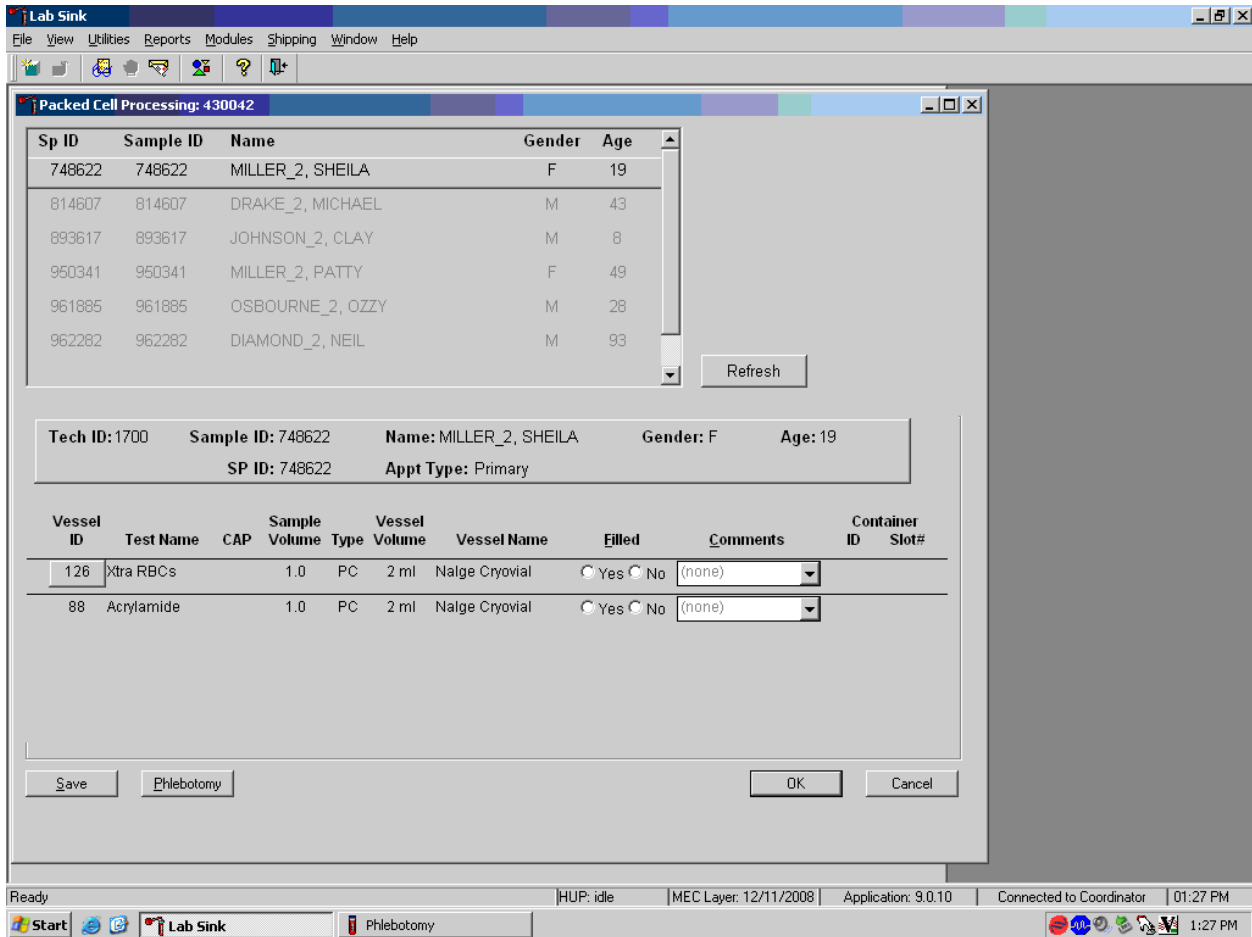 Lab Sink
File View Utilities Reports Modules Shipping Window Help
Packed Cell Processing: 430042
Sp ID Sample ID Name Gender Age
748622 748622 MILLER_2, SHEILA F 19
814607 814607 DRAKE_2, MICHAEL M 43
893617 893617 JOHNSON_2, CLAY M 8
950341 950341 MILLER_2, PATTY F 49
961885 961885 OSBOURNE_2, OZZY M 28
962282 962282 DIAMOND_2, NEIL M 93
Refresh
Tech ID: 1700 Sample ID: 748622 Name: MILLER_2, SHEILA Gender: F Age: 19
SP ID: 748622 Appt Type: Primary
Vessel Sample Vessel Container
ID Test Name CAP Volume Type Volume Vessel Name Filled Comments ID Slot#
126 Xtra RBCs 1.0 PC 2 ml Nalge Cryovial Yes No (none)
88 Acrylamide 1.0 PC 2 ml Nalge Cryovial Yes No (none)
Save Phlebotomy OK Cancel
Ready HUP: idle MEC Layer: 12/11/2008 Application: 9.0.10 Connected to Coordinator 01:27 PM
Start Lab Sink Phlebotomy 1:27 PM